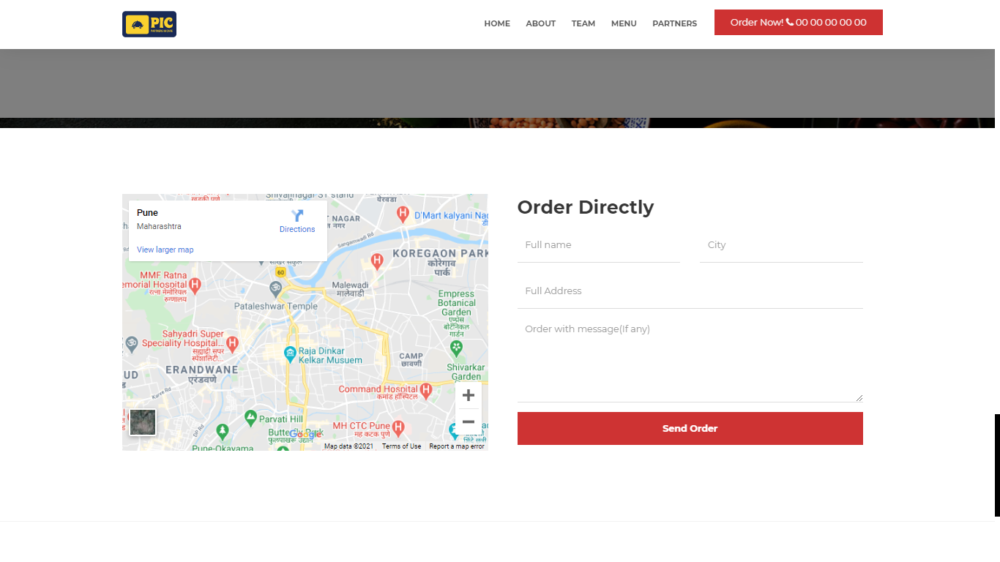 PIC
HOME ABOUT TEAM MENU PARTNERS
Order Now! 00 00 00 00 00
Pune
Maharashtra
Directions
View larger map
खडकी पुणे
Shivajinagar ST stand
येरवडा
NAGAR
नगर
D'Mart kalyani Nag
Sangamwadi Rd
KOREGAON PARK
कोरेगाव
पार्क
60
MMF Ratna
emorial Hospital
रत्ना मेमोरियल
रुग्णालय
Malewadi
मालेवाडी
Pataleshwar Temple
Empress
Botanical
Garden
एम्प्रेस
बोटॅनिकल
गार्डन
Sahyadri Super
Speciality Hospital...
सह्याद्री सुपर
स्पेशालिटी...
Raja Dinkar
Kelkar Musuem
CAMP
छावणी
Shivarkar
Garden
ERANDWANE
एरंडवणे
UD
Karve Rd
Command Hospital
कमांड हॉस्पिटल
DP Rd
Parvati Hill
MH CTC Pune
मह कटक पुणे
Butterfly Park
फुलपाखरू उद्यान
Google
Pune-Okayama
Map data ©2021 Terms of Use Report a map error
Order Directly
Full name City
Full Address
Order with message(If any)
Send Order